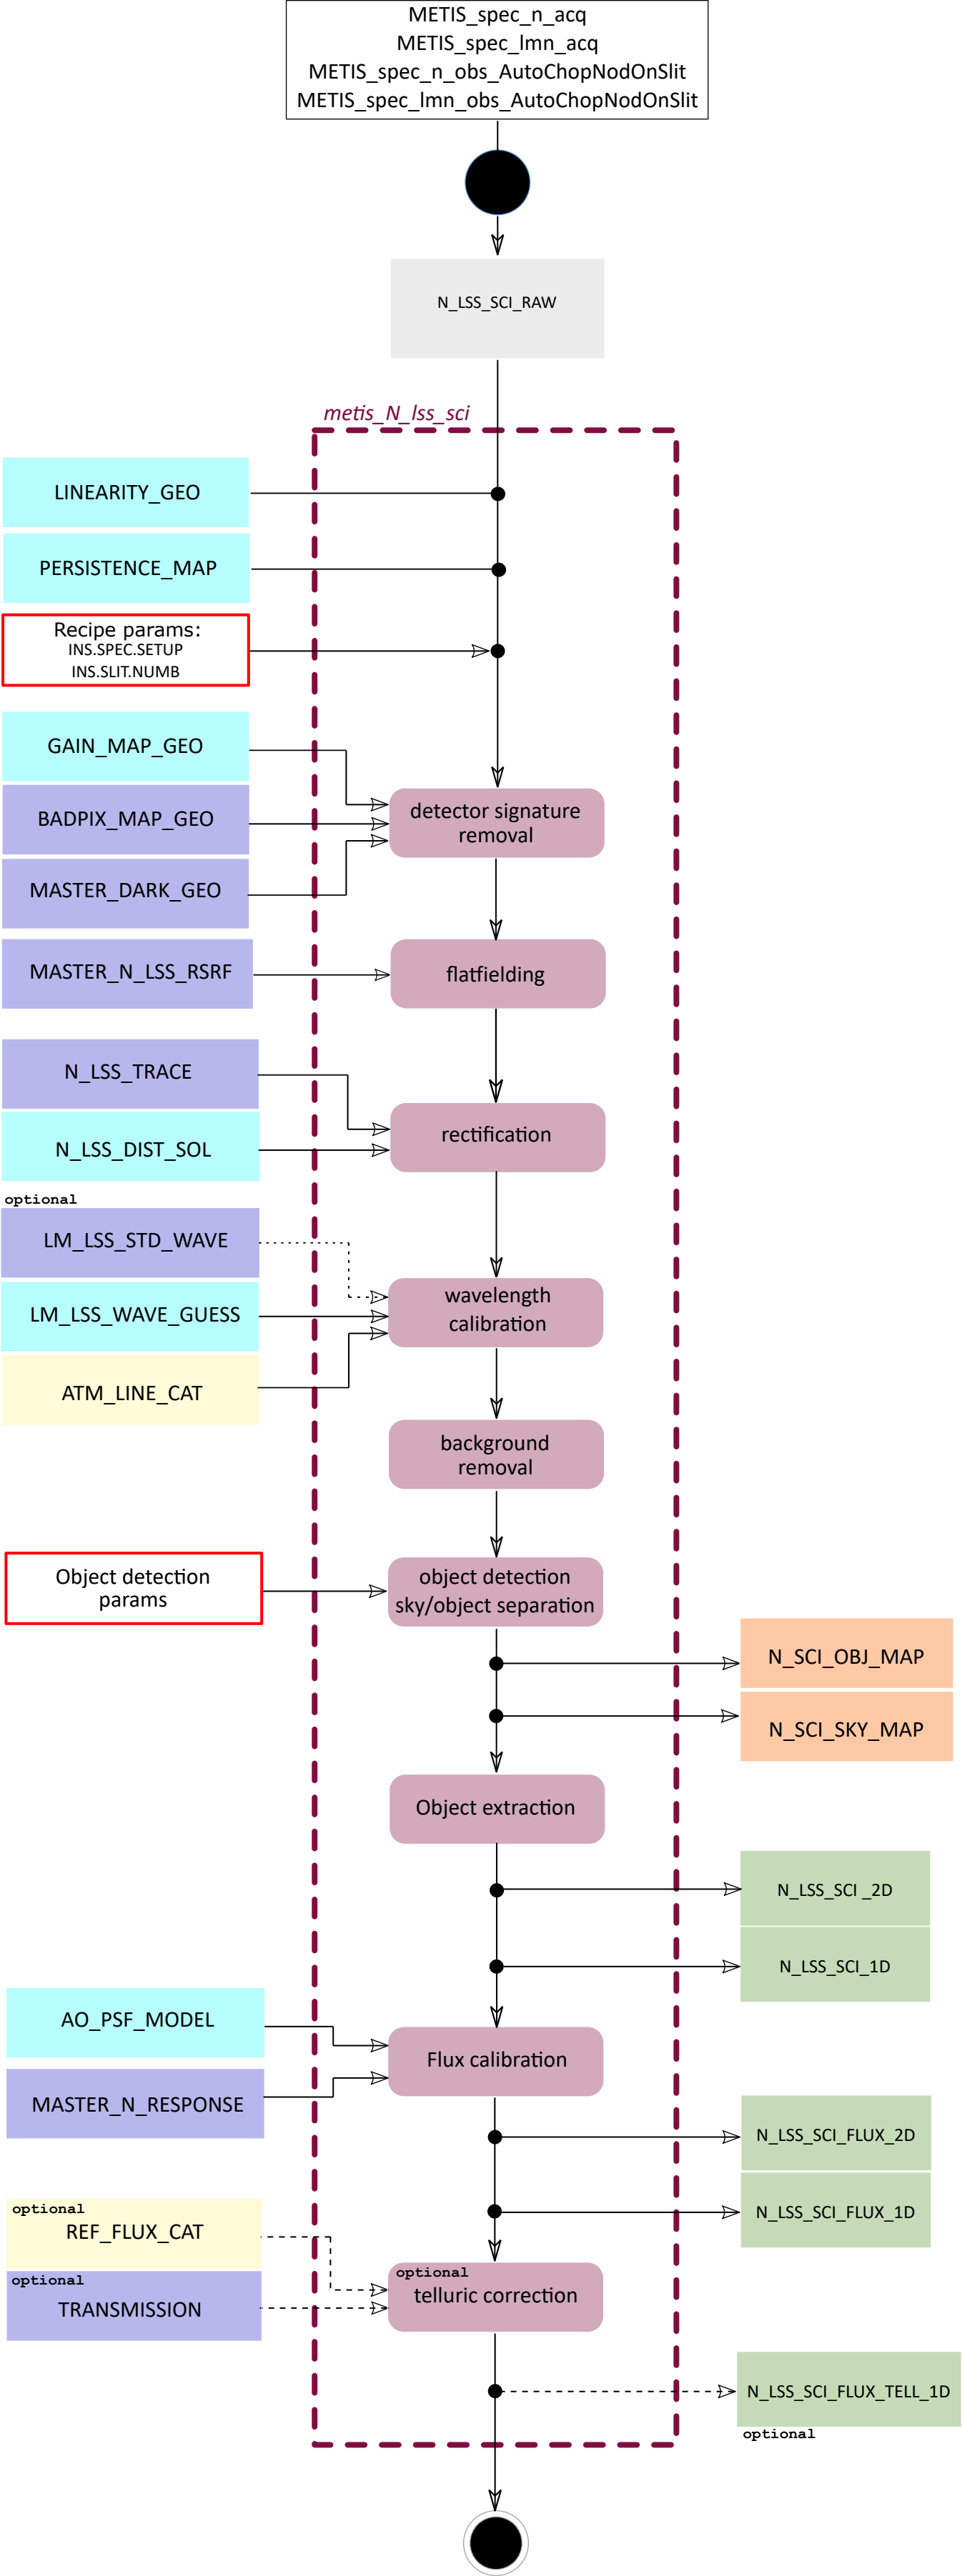 METIS_spec_n_acq
METIS_spec_lmn_acq
METIS_spec_n_obs_AutoChopNodOnSlit
METIS_spec_lmn_obs_AutoChopNodOnSlit
N_LSS_SCI_RAW
metis_N_lss_sci
LINEARITY_GEO
PERSISTENCE_MAP
Recipe params:
INS.SPEC.SETUP
INS.SLIT.NUMB
GAIN_MAP_GEO
BADPIX_MAP_GEO
MASTER_DARK_GEO
detector signature
removal
MASTER_N_LSS_RSRF
flatfielding
N_LSS_TRACE
N_LSS_DIST_SOL
rectification
optional
LM_LSS_STD_WAVE
LM_LSS_WAVE_GUESS
ATM_LINE_CAT
wavelength
calibration
background
removal
Object detection
params
object detection
sky/object separation
N_SCI_OBJ_MAP
N_SCI_SKY_MAP
Object extraction
N_LSS_SCI _2D
N_LSS_SCI_1D
AO_PSF_MODEL
MASTER_N_RESPONSE
Flux calibration
N_LSS_SCI_FLUX_2D
N_LSS_SCI_FLUX_1D
optional
REF_FLUX_CAT
optional
TRANSMISSION
optional
telluric correction
N_LSS_SCI_FLUX_TELL_1D
optional